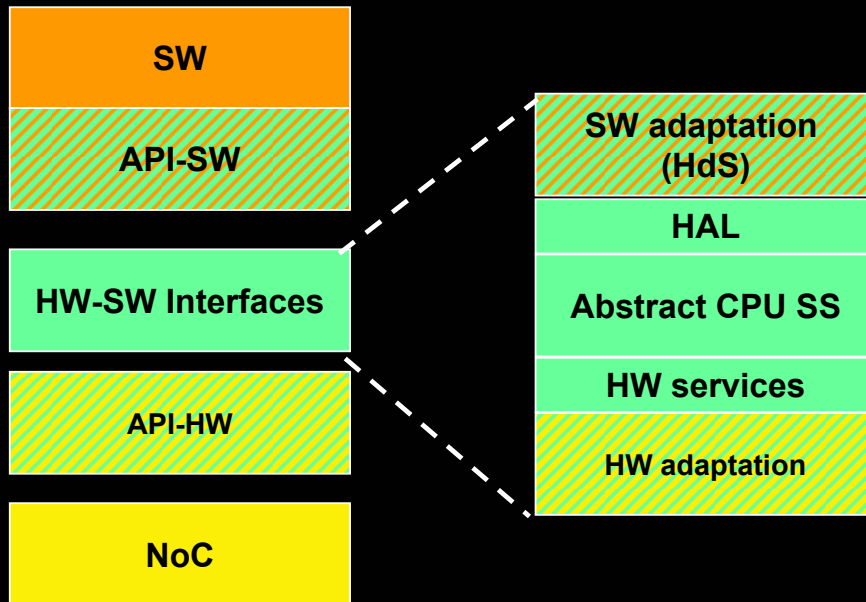 SW
API-SW
HW-SW Interfaces
API-HW
NoC
SW adaptation
(HdS)
HAL
Abstract CPU SS
HW services
HW adaptation